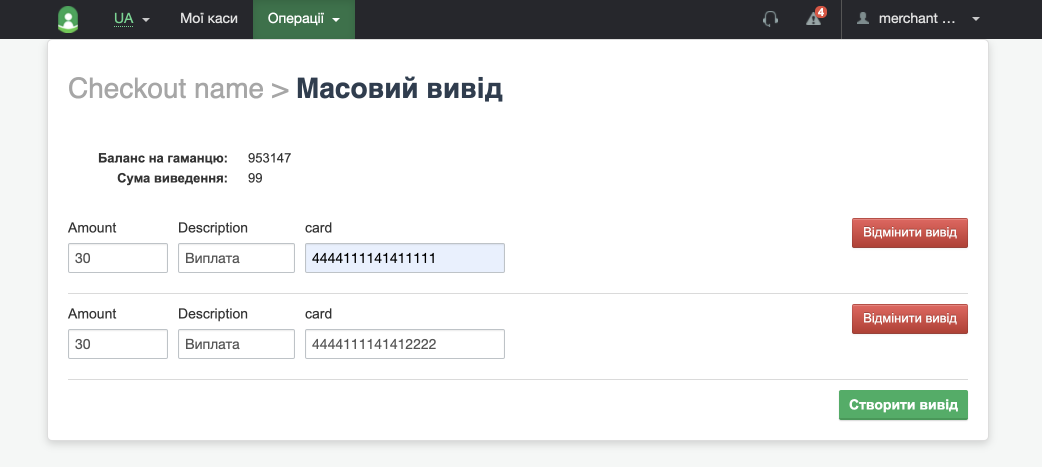 UA Мої каси Операції 4 merchant ...
Checkout name > Масовий вивід
Баланс на гаманцю: 953147
Сума виведення: 99
Amount Description card Відмінити вивід
30 Виплата 4444111141411111
Amount Description card Відмінити вивід
30 Виплата 4444111141412222
Створити вивід